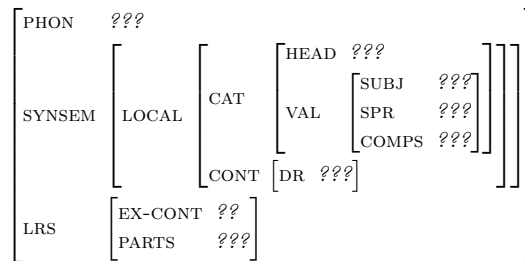 PHON ???
HEAD ???
SUBJ ???
CAT
SYNSEM LOCAL VAL SPR ???
COMPS ???
CONT DR ???
EX-CONT ??
LRS
PARTS ???